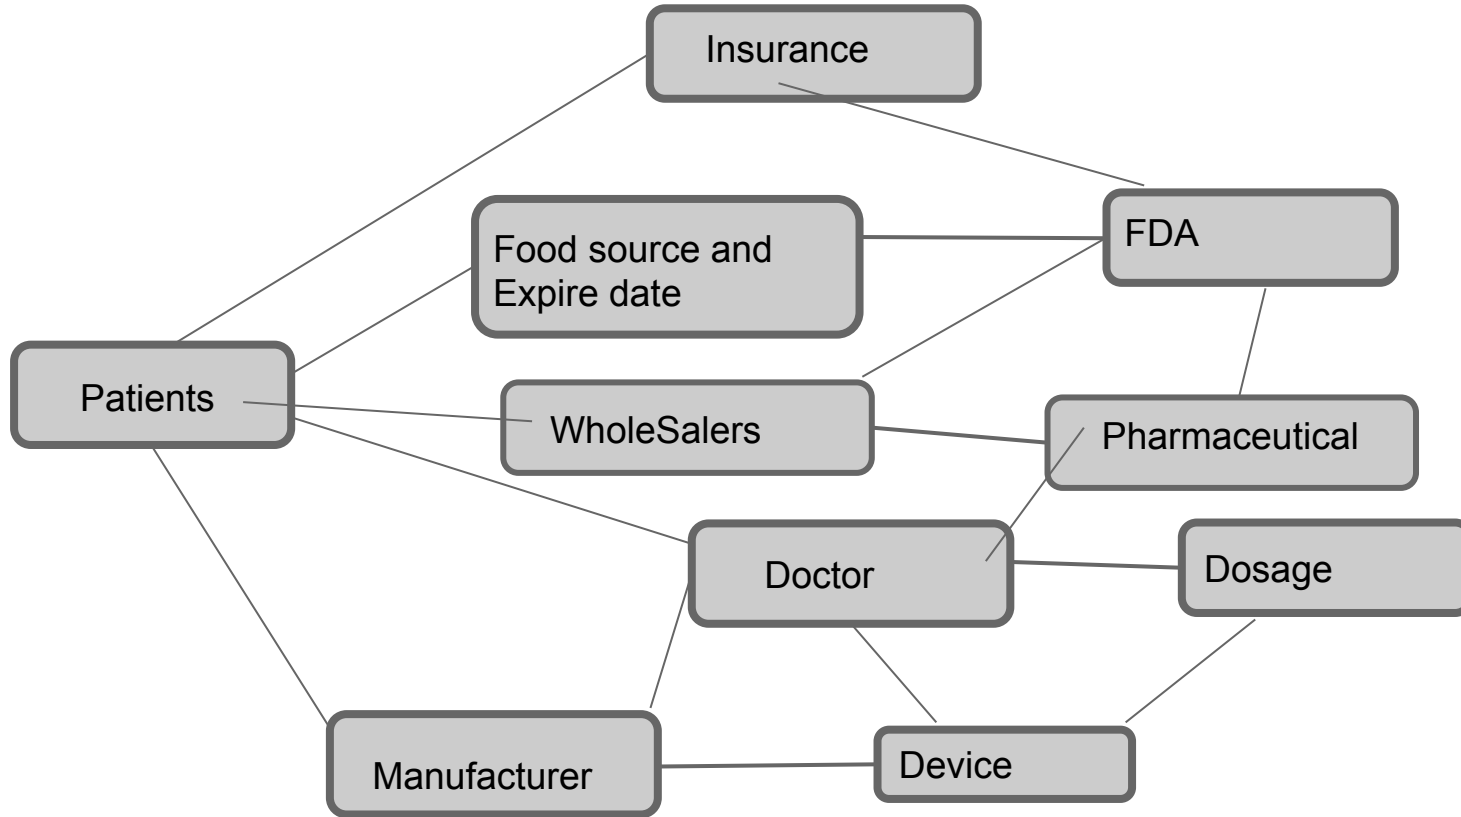 Insurance
FDA
Food source and
Expire date
Patients
WholeSalers
Pharmaceutical
Doctor
Dosage
Manufacturer
Device